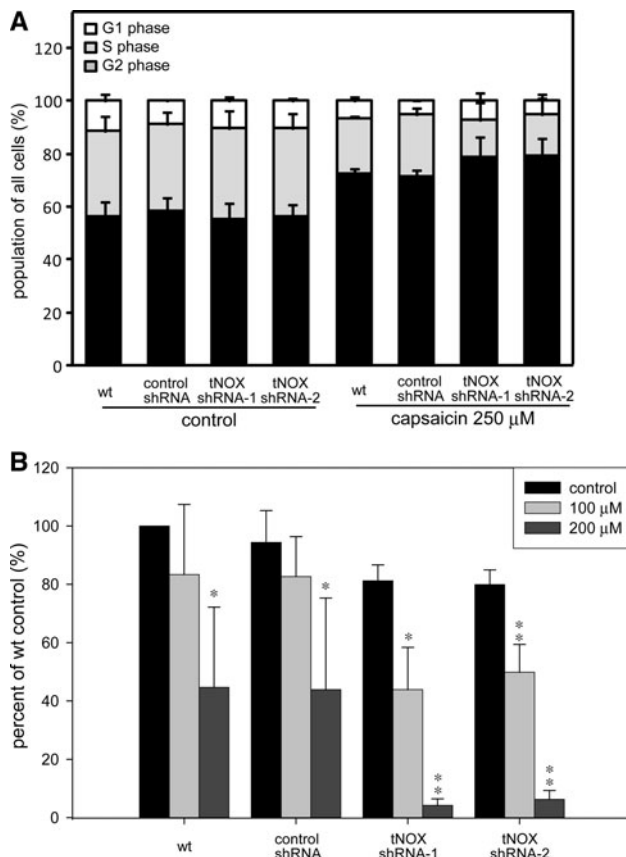 A
G1 phase
S phase
G2 phase
population of all cells (%)
120
100
80
60
40
20
0
wt
control shRNA
tNOX shRNA-1
tNOX shRNA-2
wt
control shRNA
tNOX shRNA-1
tNOX shRNA-2
control
capsaicin 250 μM
B
percent of wt control (%)
120
100
80
60
40
20
0
control
100 μM
200 μM
*
*
*
**
**
**
wt
control
shRNA
tNOX
shRNA-1
tNOX
shRNA-2